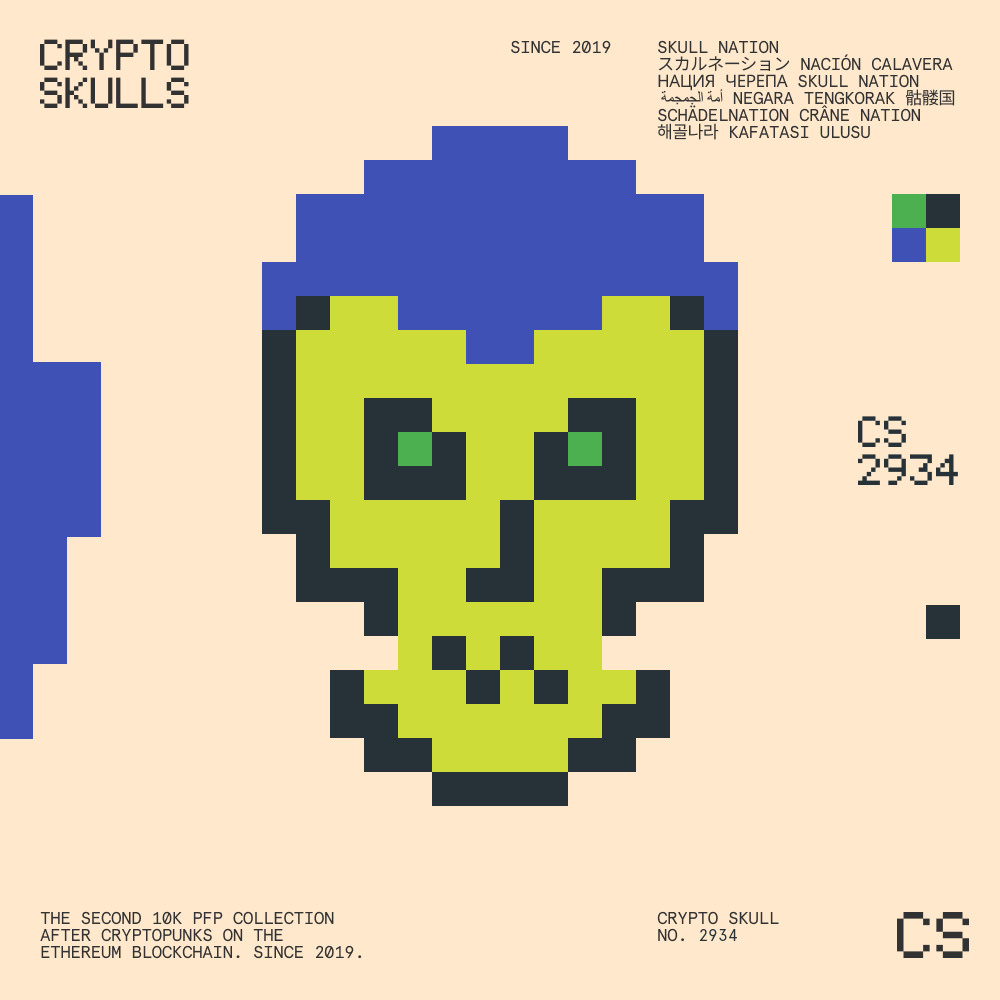 CRYPTO
SKULLS
SINCE 2019
SKULL NATION
スカルネーション NACIÓN CALAVERA
НАЦИЯ ЧЕРЕПА SKULL NATION
أمة الجمجمة NEGARA TENGKORAK 骷髅国
SCHÄDELNATION CRÂNE NATION
해골나라 KAFATASI ULUSU
CS
2934
THE SECOND 10K PFP COLLECTION
AFTER CRYPTOPUNKS ON THE
ETHEREUM BLOCKCHAIN. SINCE 2019.
CRYPTO SKULL
NO. 2934
CS